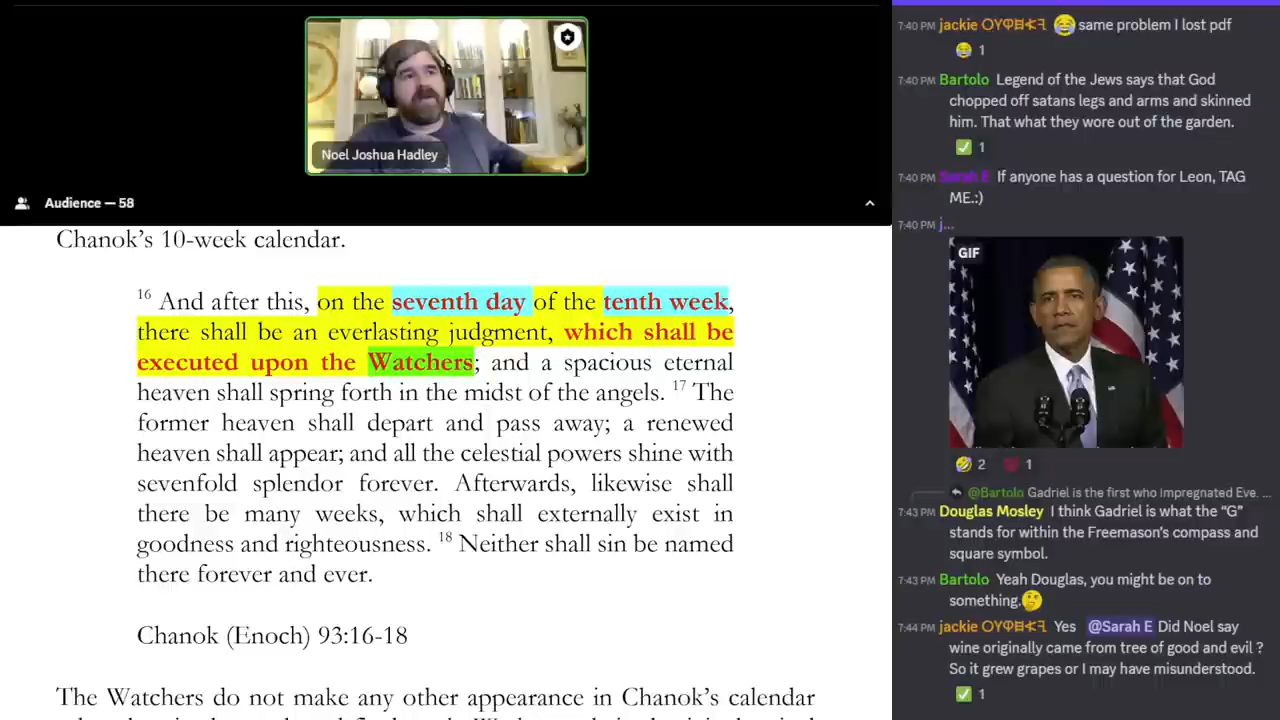 Noel Joshua Hadley
Audience — 58
Chanok’s 10-week calendar.
16 And after this, on the seventh day of the tenth week,
there shall be an everlasting judgment, which shall be
executed upon the Watchers; and a spacious eternal
heaven shall spring forth in the midst of the angels. 17 The
former heaven shall depart and pass away; a renewed
heaven shall appear; and all the celestial powers shine with
sevenfold splendor forever. Afterwards, likewise shall
there be many weeks, which shall externally exist in
goodness and righteousness. 18 Neither shall sin be named
there forever and ever.
Chanok (Enoch) 93:16-18
The Watchers do not make any other appearance in Chanok’s calendar
7:40 PM jackie 😂 same problem I lost pdf
😂 1
7:40 PM Bartolo Legend of the Jews says that God
chopped off satans legs and arms and skinned
him. That what they wore out of the garden.
✅ 1
7:40 PM Sarah E If anyone has a question for Leon, TAG
ME.:)
7:40 PM j...
GIF
🤣 2 1
@Bartolo Gadriel is the first who impregnated Eve. ...
7:43 PM Douglas Mosley I think Gadriel is what the “G”
stands for within the Freemason’s compass and
square symbol.
7:43 PM Bartolo Yeah Douglas, you might be on to
something.🤔
7:44 PM jackie Yes @Sarah E Did Noel say
wine originally came from tree of good and evil ?
So it grew grapes or I may have misunderstood.
✅ 1